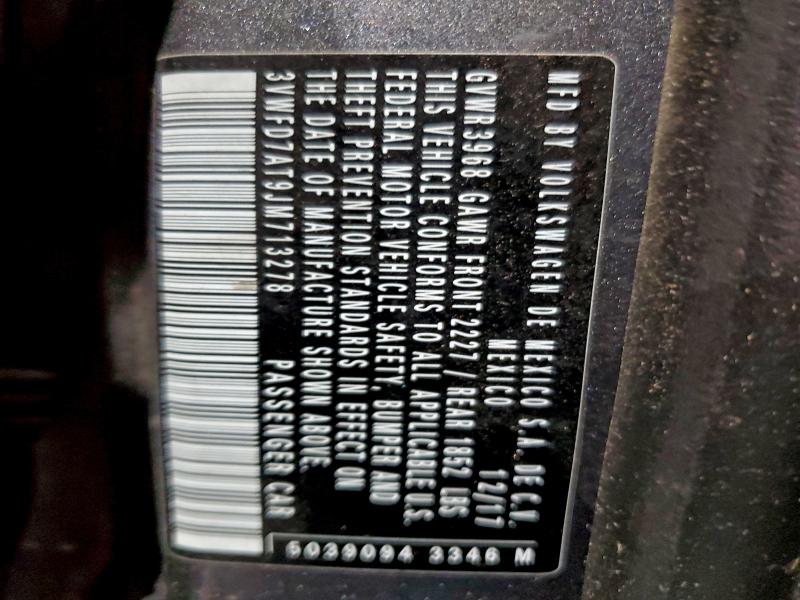 MFD BY VOLKSWAGEN DE MEXICO S.A. DE C.V.
MEXICO 12/17
GVWR 3968 GAWR FRONT 2227 / REAR 1852 LBS
THIS VEHICLE CONFORMS TO ALL APPLICABLE U.S.
FEDERAL MOTOR VEHICLE SAFETY, BUMPER AND
THEFT PREVENTION STANDARDS IN EFFECT ON
THE DATE OF MANUFACTURE SHOWN ABOVE.
3VWFD7AT9JM713278 PASSENGER CAR
5039094 3346 M